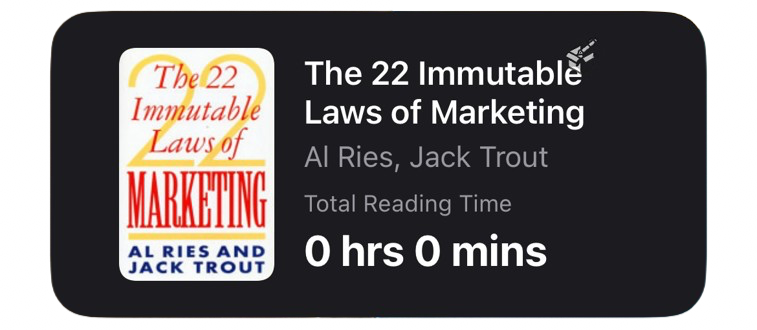 The 22
Immutable
Laws of
MARKETING
AL RIES AND
JACK TROUT
The 22 Immutable
Laws of Marketing
Al Ries, Jack Trout
Total Reading Time
0 hrs 0 mins